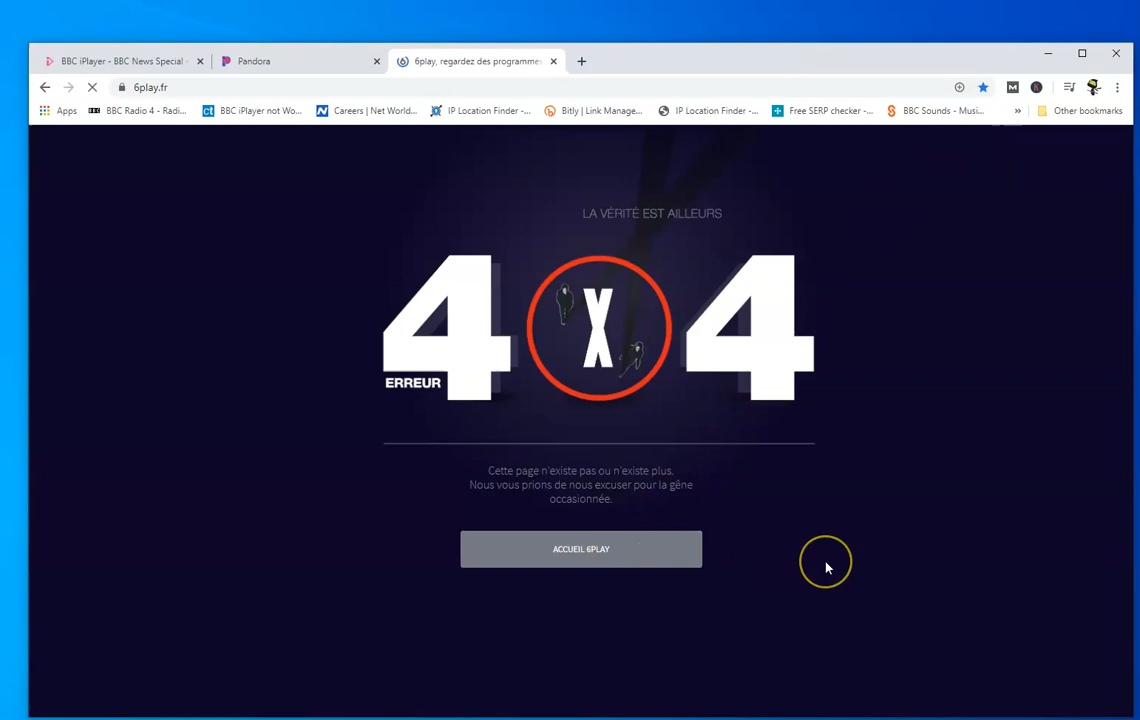 BBC iPlayer - BBC News Special -
Pandora
6play, regardez des programmes
6play.fr
Apps
BBC Radio 4 - Radi...
BBC iPlayer not Wo...
Careers | Net World...
IP Location Finder -...
Bitly | Link Manage...
IP Location Finder -...
Free SERP checker -...
BBC Sounds - Musi...
»
Other bookmarks
LA VÉRITÉ EST AILLEURS
4X4
ERREUR
Cette page n'existe pas ou n'existe plus.
Nous vous prions de nous excuser pour la gêne
occasionnée.
ACCUEIL 6PLAY